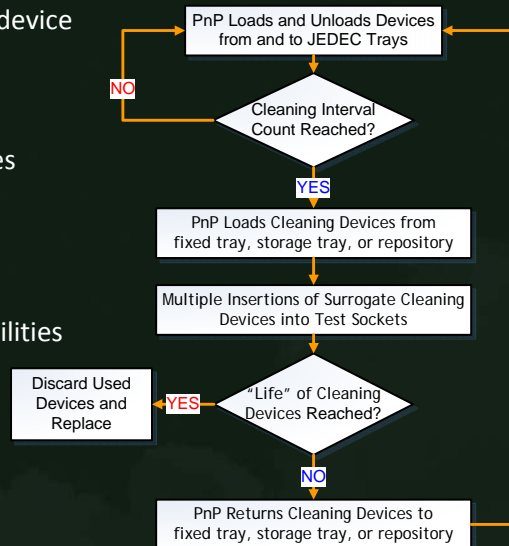 device
PnP Loads and Unloads Devices
from and to JEDEC Trays
NO
Cleaning Interval
Count Reached?
es
YES
PnP Loads Cleaning Devices from
fixed tray, storage tray, or repository
Multiple Insertions of Surrogate Cleaning
Devices into Test Sockets
ilities
Discard Used
Devices and
Replace
YES
“Life” of Cleaning
Devices Reached?
NO
PnP Returns Cleaning Devices to
fixed tray, storage tray, or repository